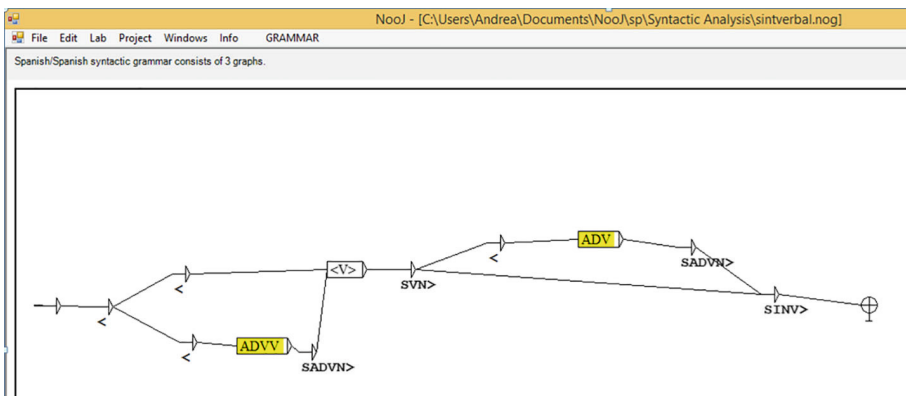 NooJ - [C:\Users\Andrea\Documents\NooJ\sp\Syntactic Analysis\sintverbal.nog]
File Edit Lab Project Windows Info GRAMMAR
Spanish/Spanish syntactic grammar consists of 3 graphs.
ADV
<
SADVN>
<V>
<
SVN>
<
SINV>
ADVV
<
SADVN>